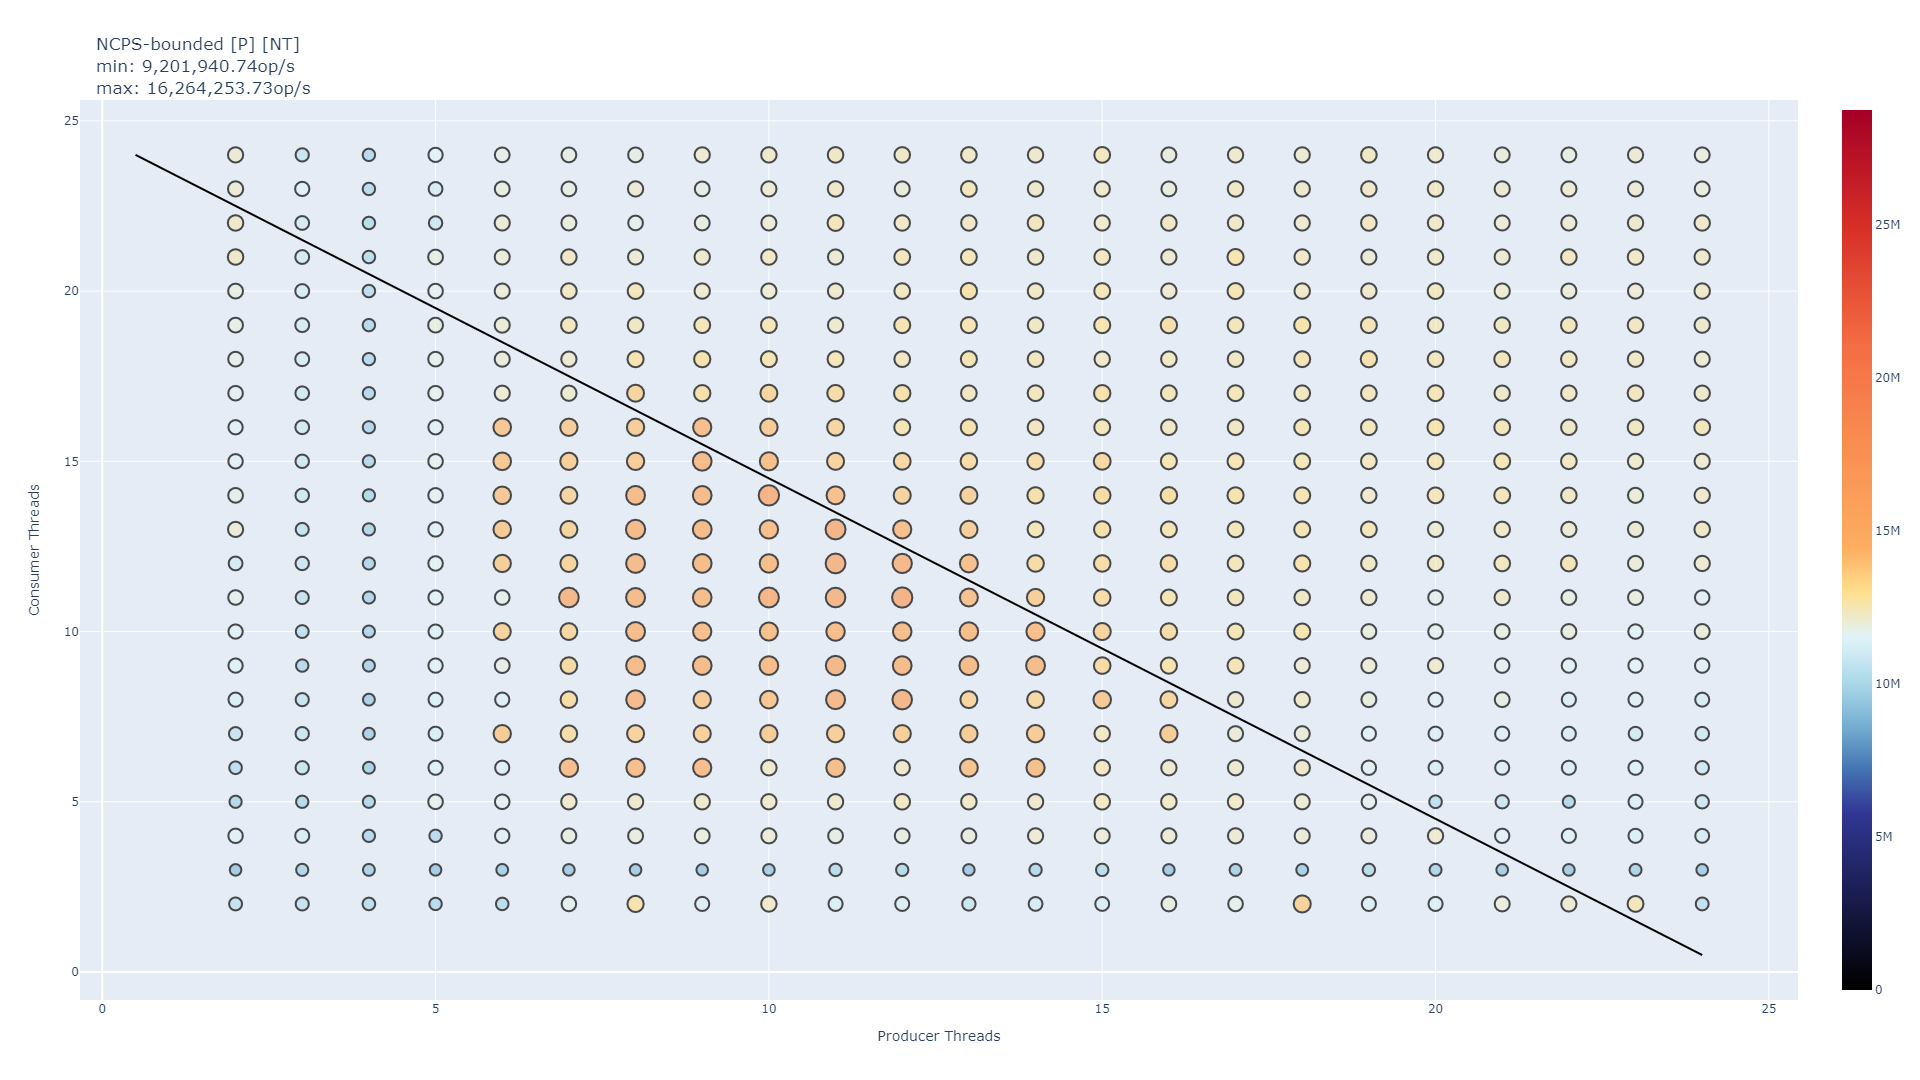 NCPS-bounded [P] [NT]
min: 9,201,940.74op/s
max: 16,264,253.73op/s
25
20
15
10
5
0
Consumer Threads
0
5
10
15
20
25
Producer Threads
25M
20M
15M
10M
5M
0